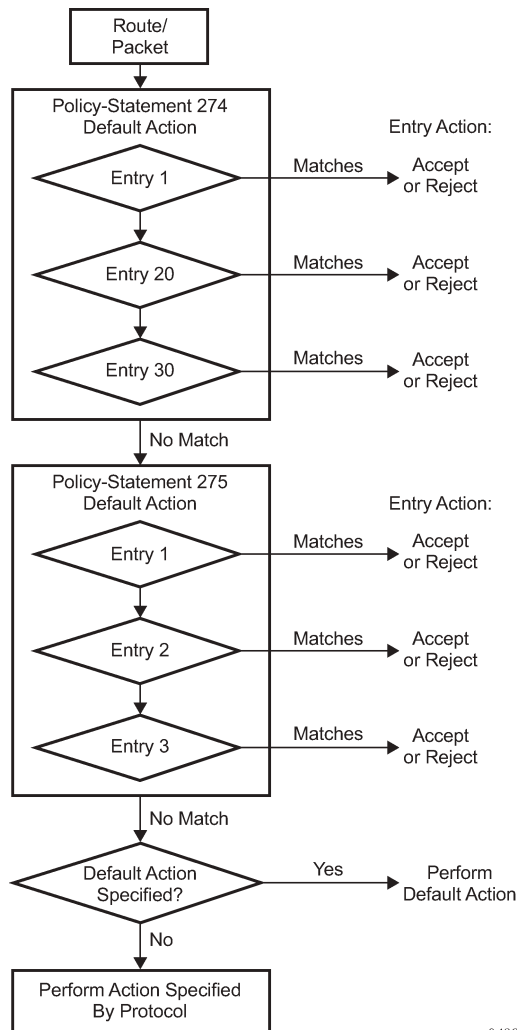 Route/
Packet
Policy-Statement 274
Default Action
Entry Action:
Entry 1
Matches
Accept
or Reject
Entry 20
Matches
Accept
or Reject
Entry 30
Matches
Accept
or Reject
No Match
Policy-Statement 275
Default Action
Entry Action:
Entry 1
Matches
Accept
or Reject
Entry 2
Matches
Accept
or Reject
Entry 3
Matches
Accept
or Reject
No Match
Default Action
Specified?
Yes
Perform
Default Action
No
Perform Action Specified
By Protocol